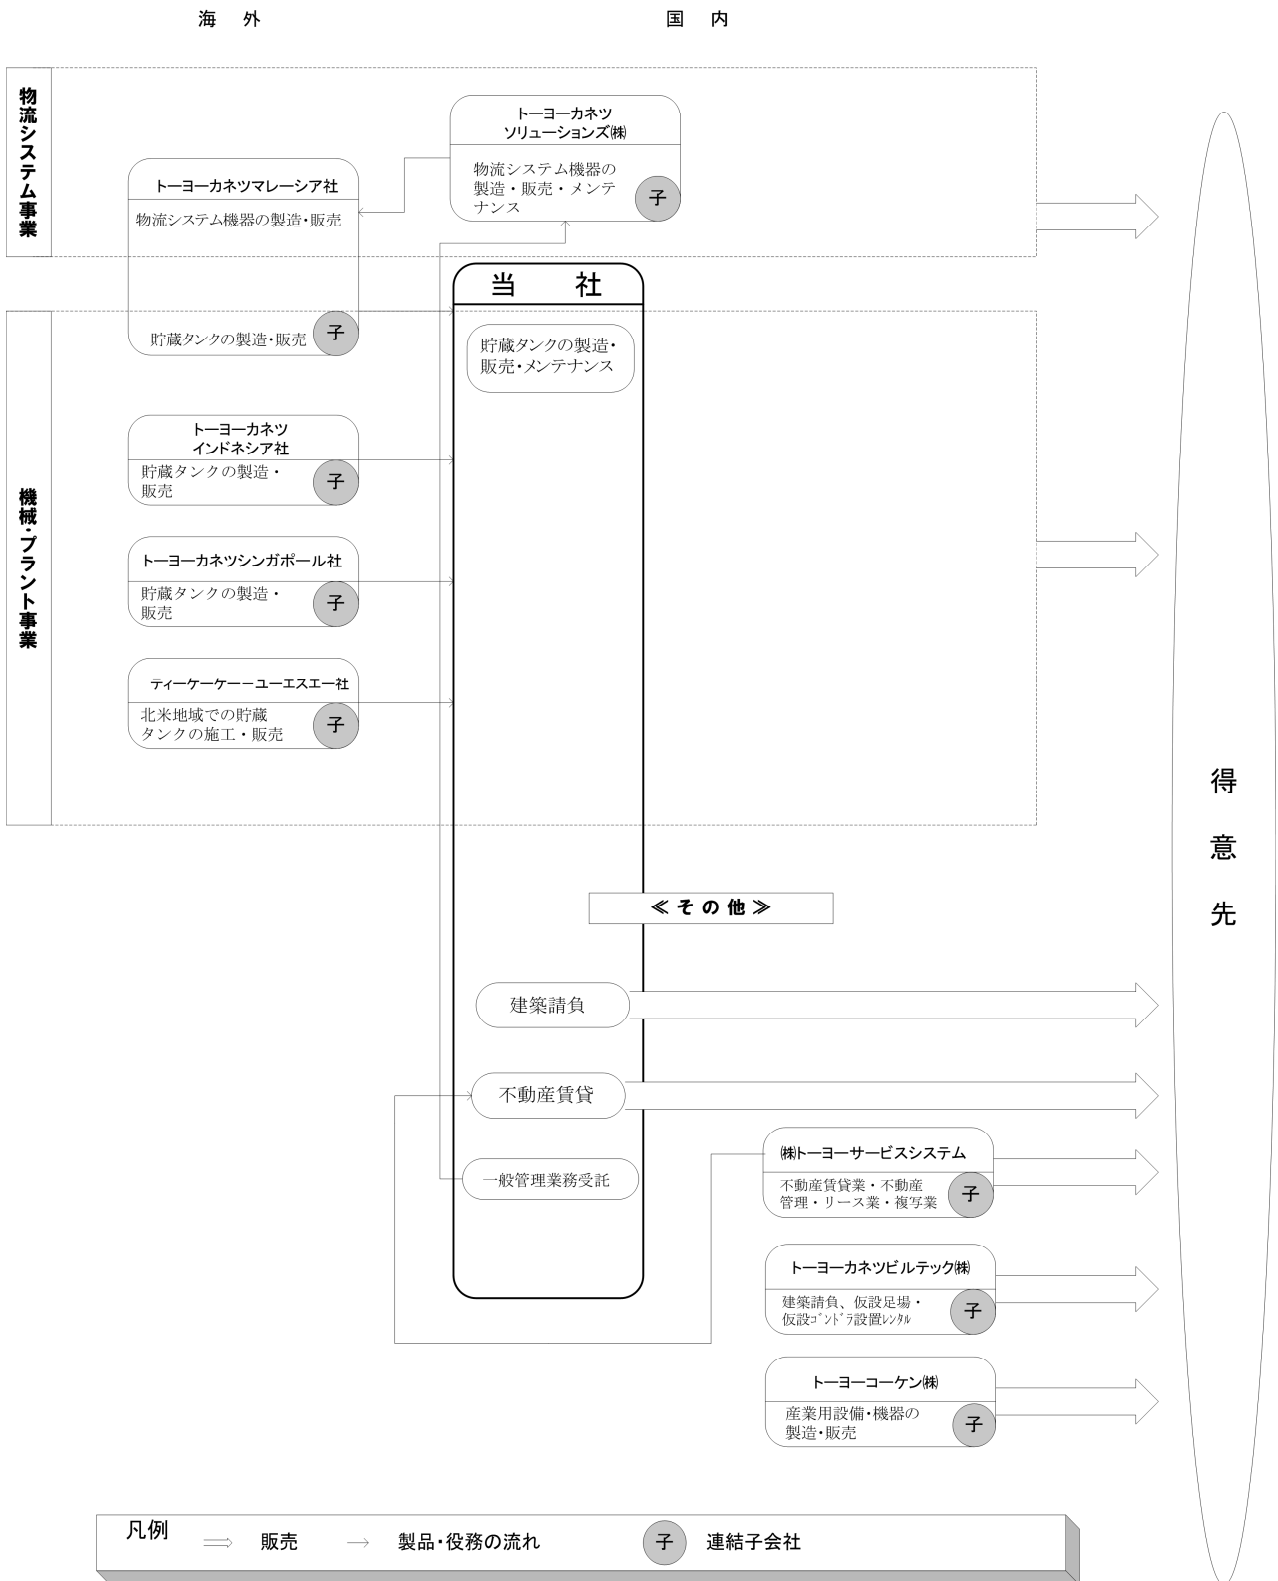 海　外
国　内
物流システム事業
トーヨーカネツ
ソリューションズ㈱
物流システム機器の
製造・販売・メンテ
ナンス
子
トーヨーカネツマレーシア社
物流システム機器の製造・販売
貯蔵タンクの製造・販売
子
当　社
貯蔵タンクの製造・
販売・メンテナンス
機械・プラント事業
トーヨーカネツ
インドネシア社
貯蔵タンクの製造・
販売
子
トーヨーカネツシンガポール社
貯蔵タンクの製造・
販売
子
ティーケーケーーユーエスエー社
北米地域での貯蔵
タンクの施工・販売
子
得意先
≪その他≫
建築請負
不動産賃貸
一般管理業務受託
㈱トーヨーサービスシステム
不動産賃貸業・不動産
管理・リース業・複写業
子
トーヨーカネツビルテック㈱
建築請負、仮設足場・
仮設ｺﾞﾝﾄﾞﾗ設置ﾚﾝﾀﾙ
子
トーヨーコーケン㈱
産業用設備・機器の
製造・販売
子
凡例
販売
製品・役務の流れ
子
連結子会社